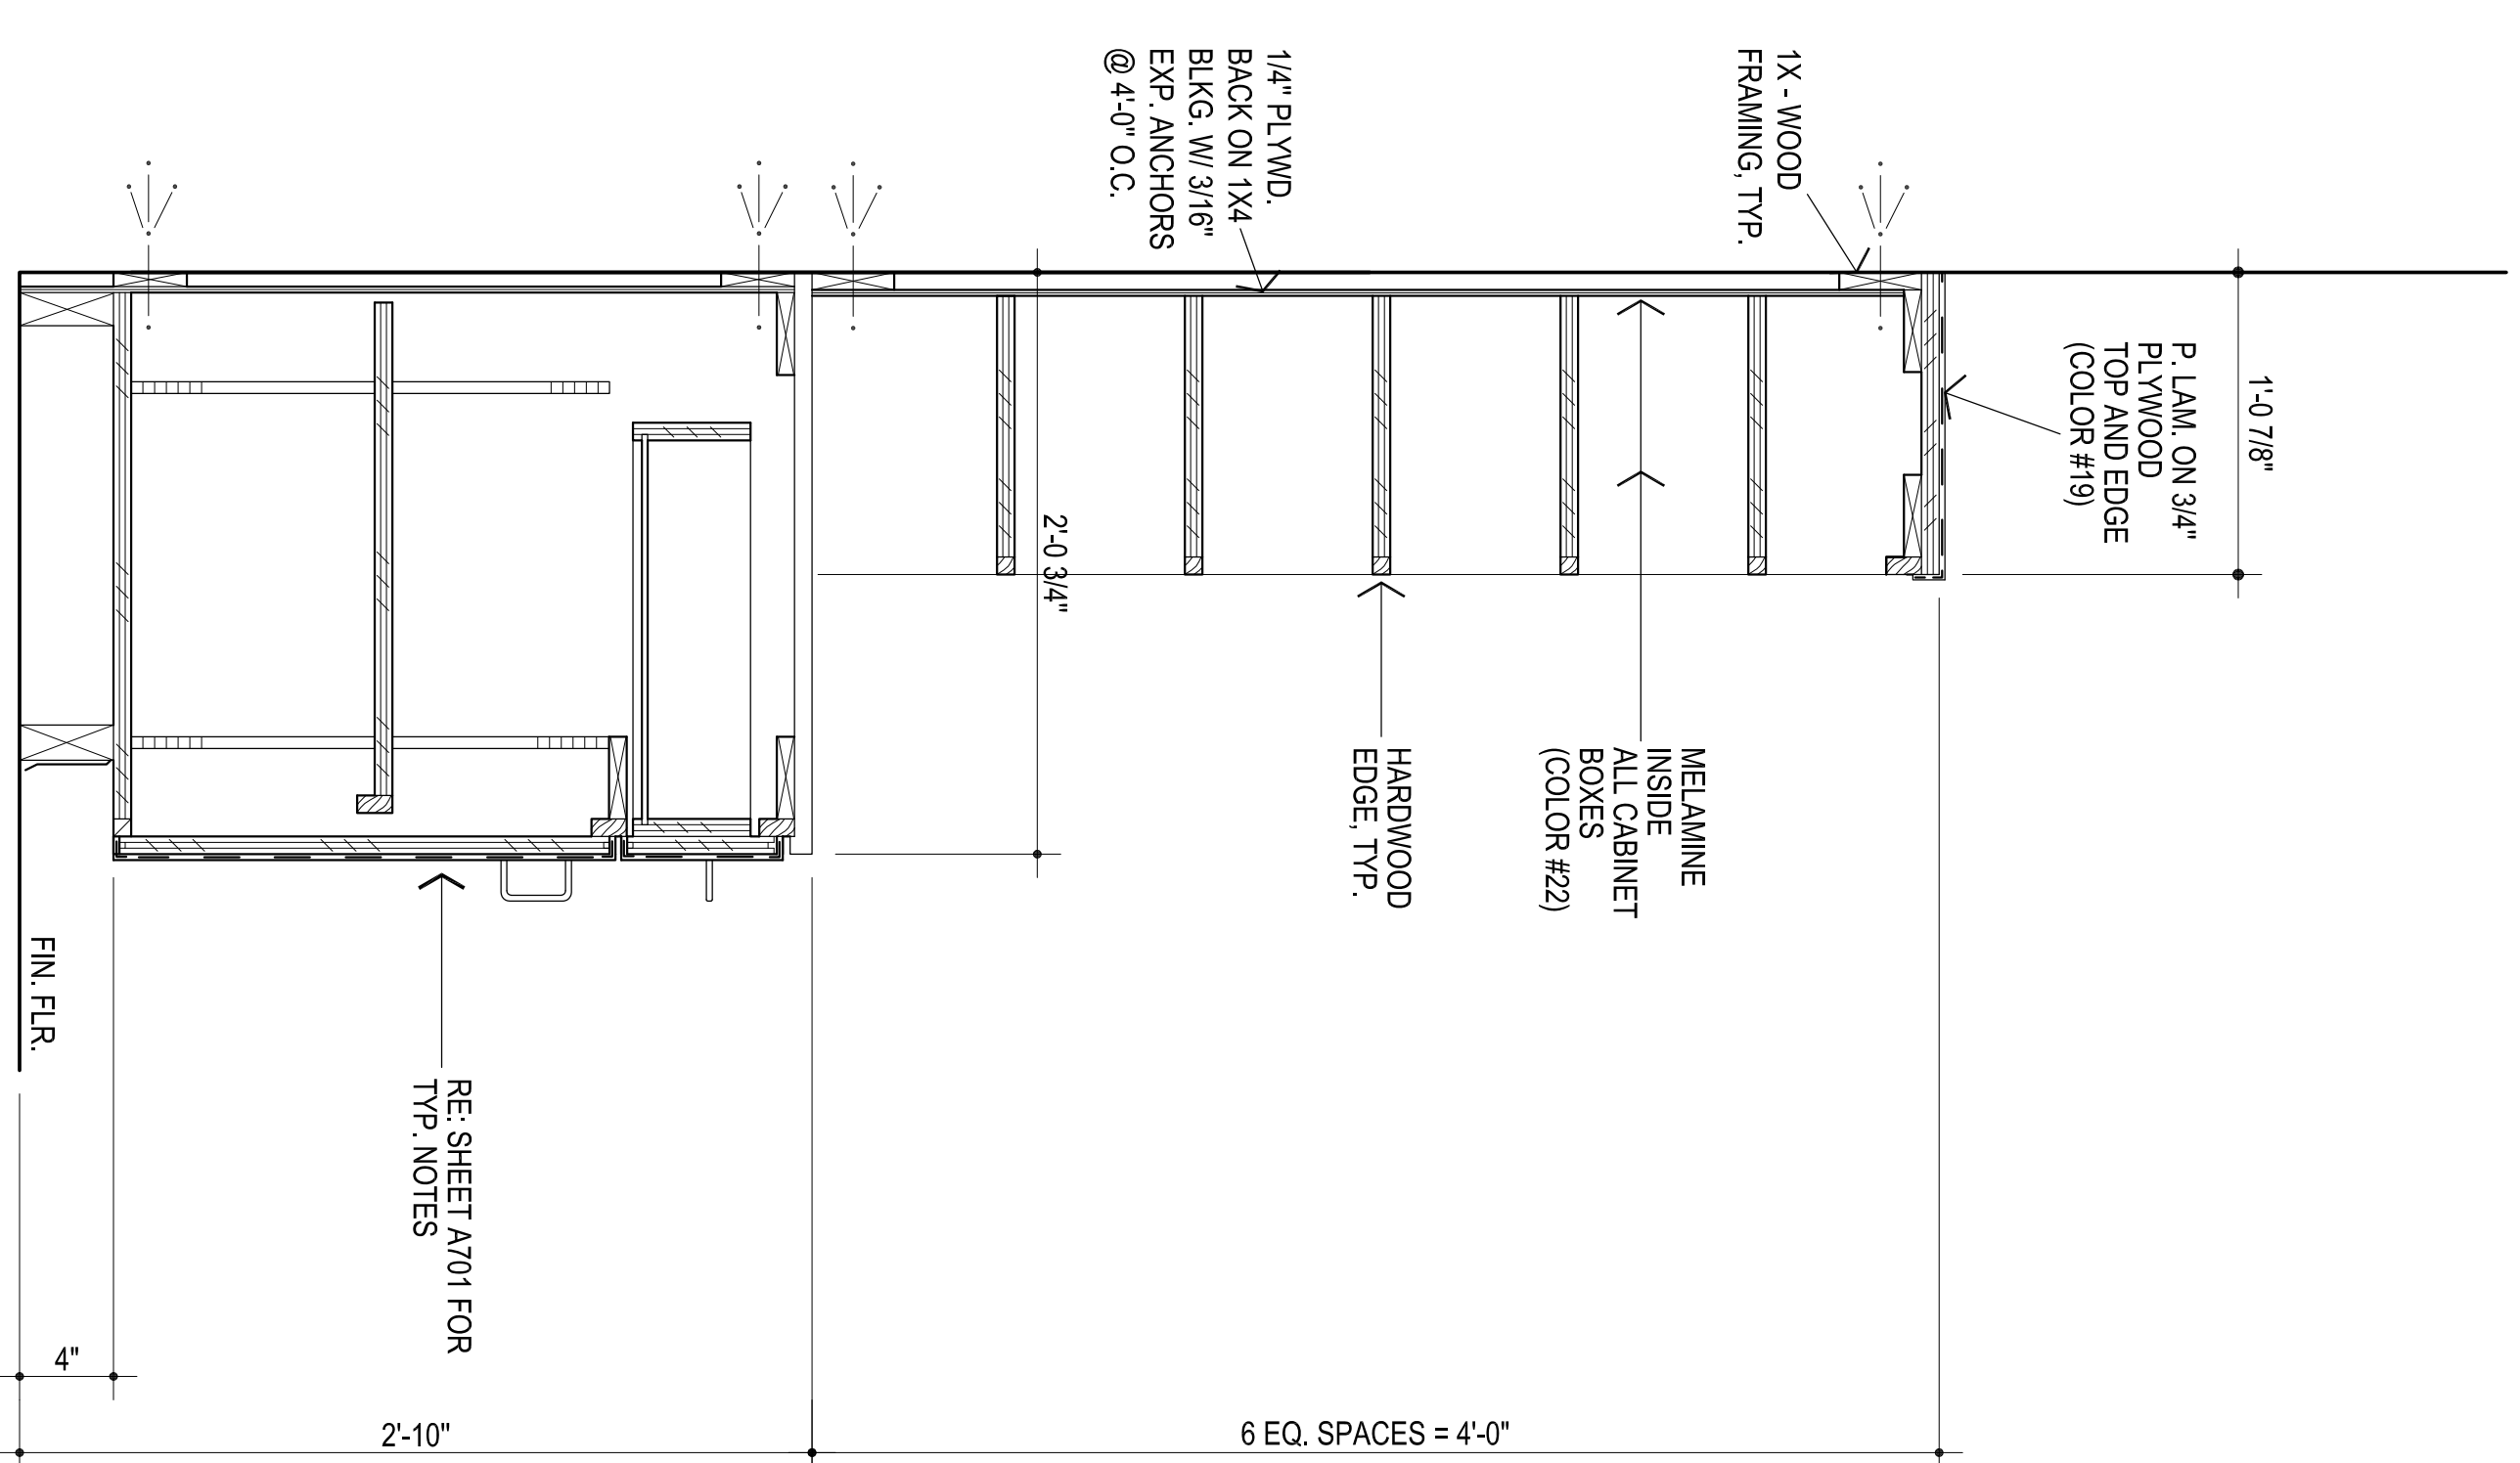 1X - WOOD
FRAMING, TYP.
1/4" PLYWD.
BACK ON 1X4
BLKG. W/ 3/16"
EXP. ANCHORS
@ 4'-0" O.C.
1'-0 7/8"
P. LAM. ON 3/4"
PLYWOOD
TOP AND EDGE
(COLOR #19)
2'-0 3/4"
MELAMINE
INSIDE
ALL CABINET
BOXES
(COLOR #22)
HARDWOOD
EDGE, TYP.
FIN. FLR.
RE: SHEET A701 FOR
TYP. NOTES
4"
2'-10"
6 EQ. SPACES = 4'-0"